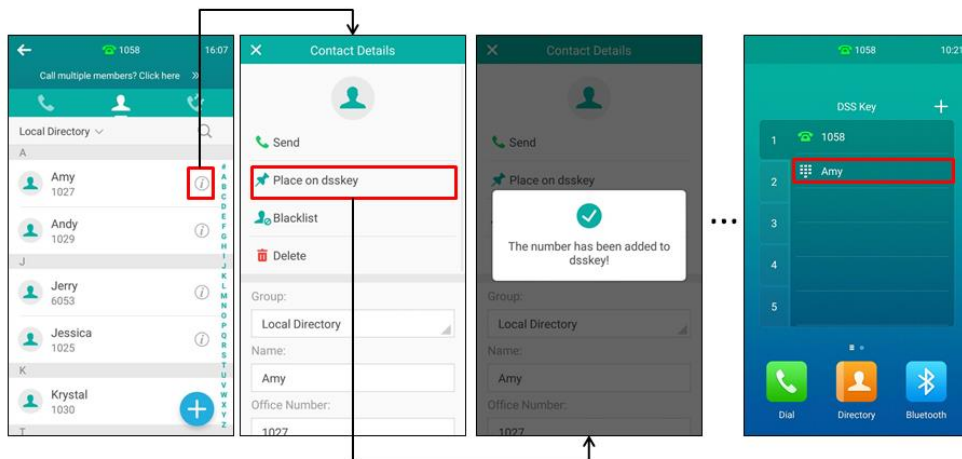 1058
16:07
Call multiple members? Click here »
Local Directory
A
Amy
1027
Andy
1029
J
Jerry
6053
Jessica
1025
K
Krystal
1030
T
#
A
B
C
D
E
F
G
H
I
J
K
L
M
N
O
P
Q
R
S
T
U
V
W
X
Y
Z
Contact Details
Send
Place on dsskey
Blacklist
Delete
Group:
Local Directory
Name:
Amy
Office Number:
1027
Contact Details
Send
Place on dsskey
The number has been added to
dsskey!
Group:
Local Directory
Name:
Amy
Office Number:
1027
...
1058
10:21
DSS Key
1 1058
2 Amy
3
4
5
Dial
Directory
Bluetooth